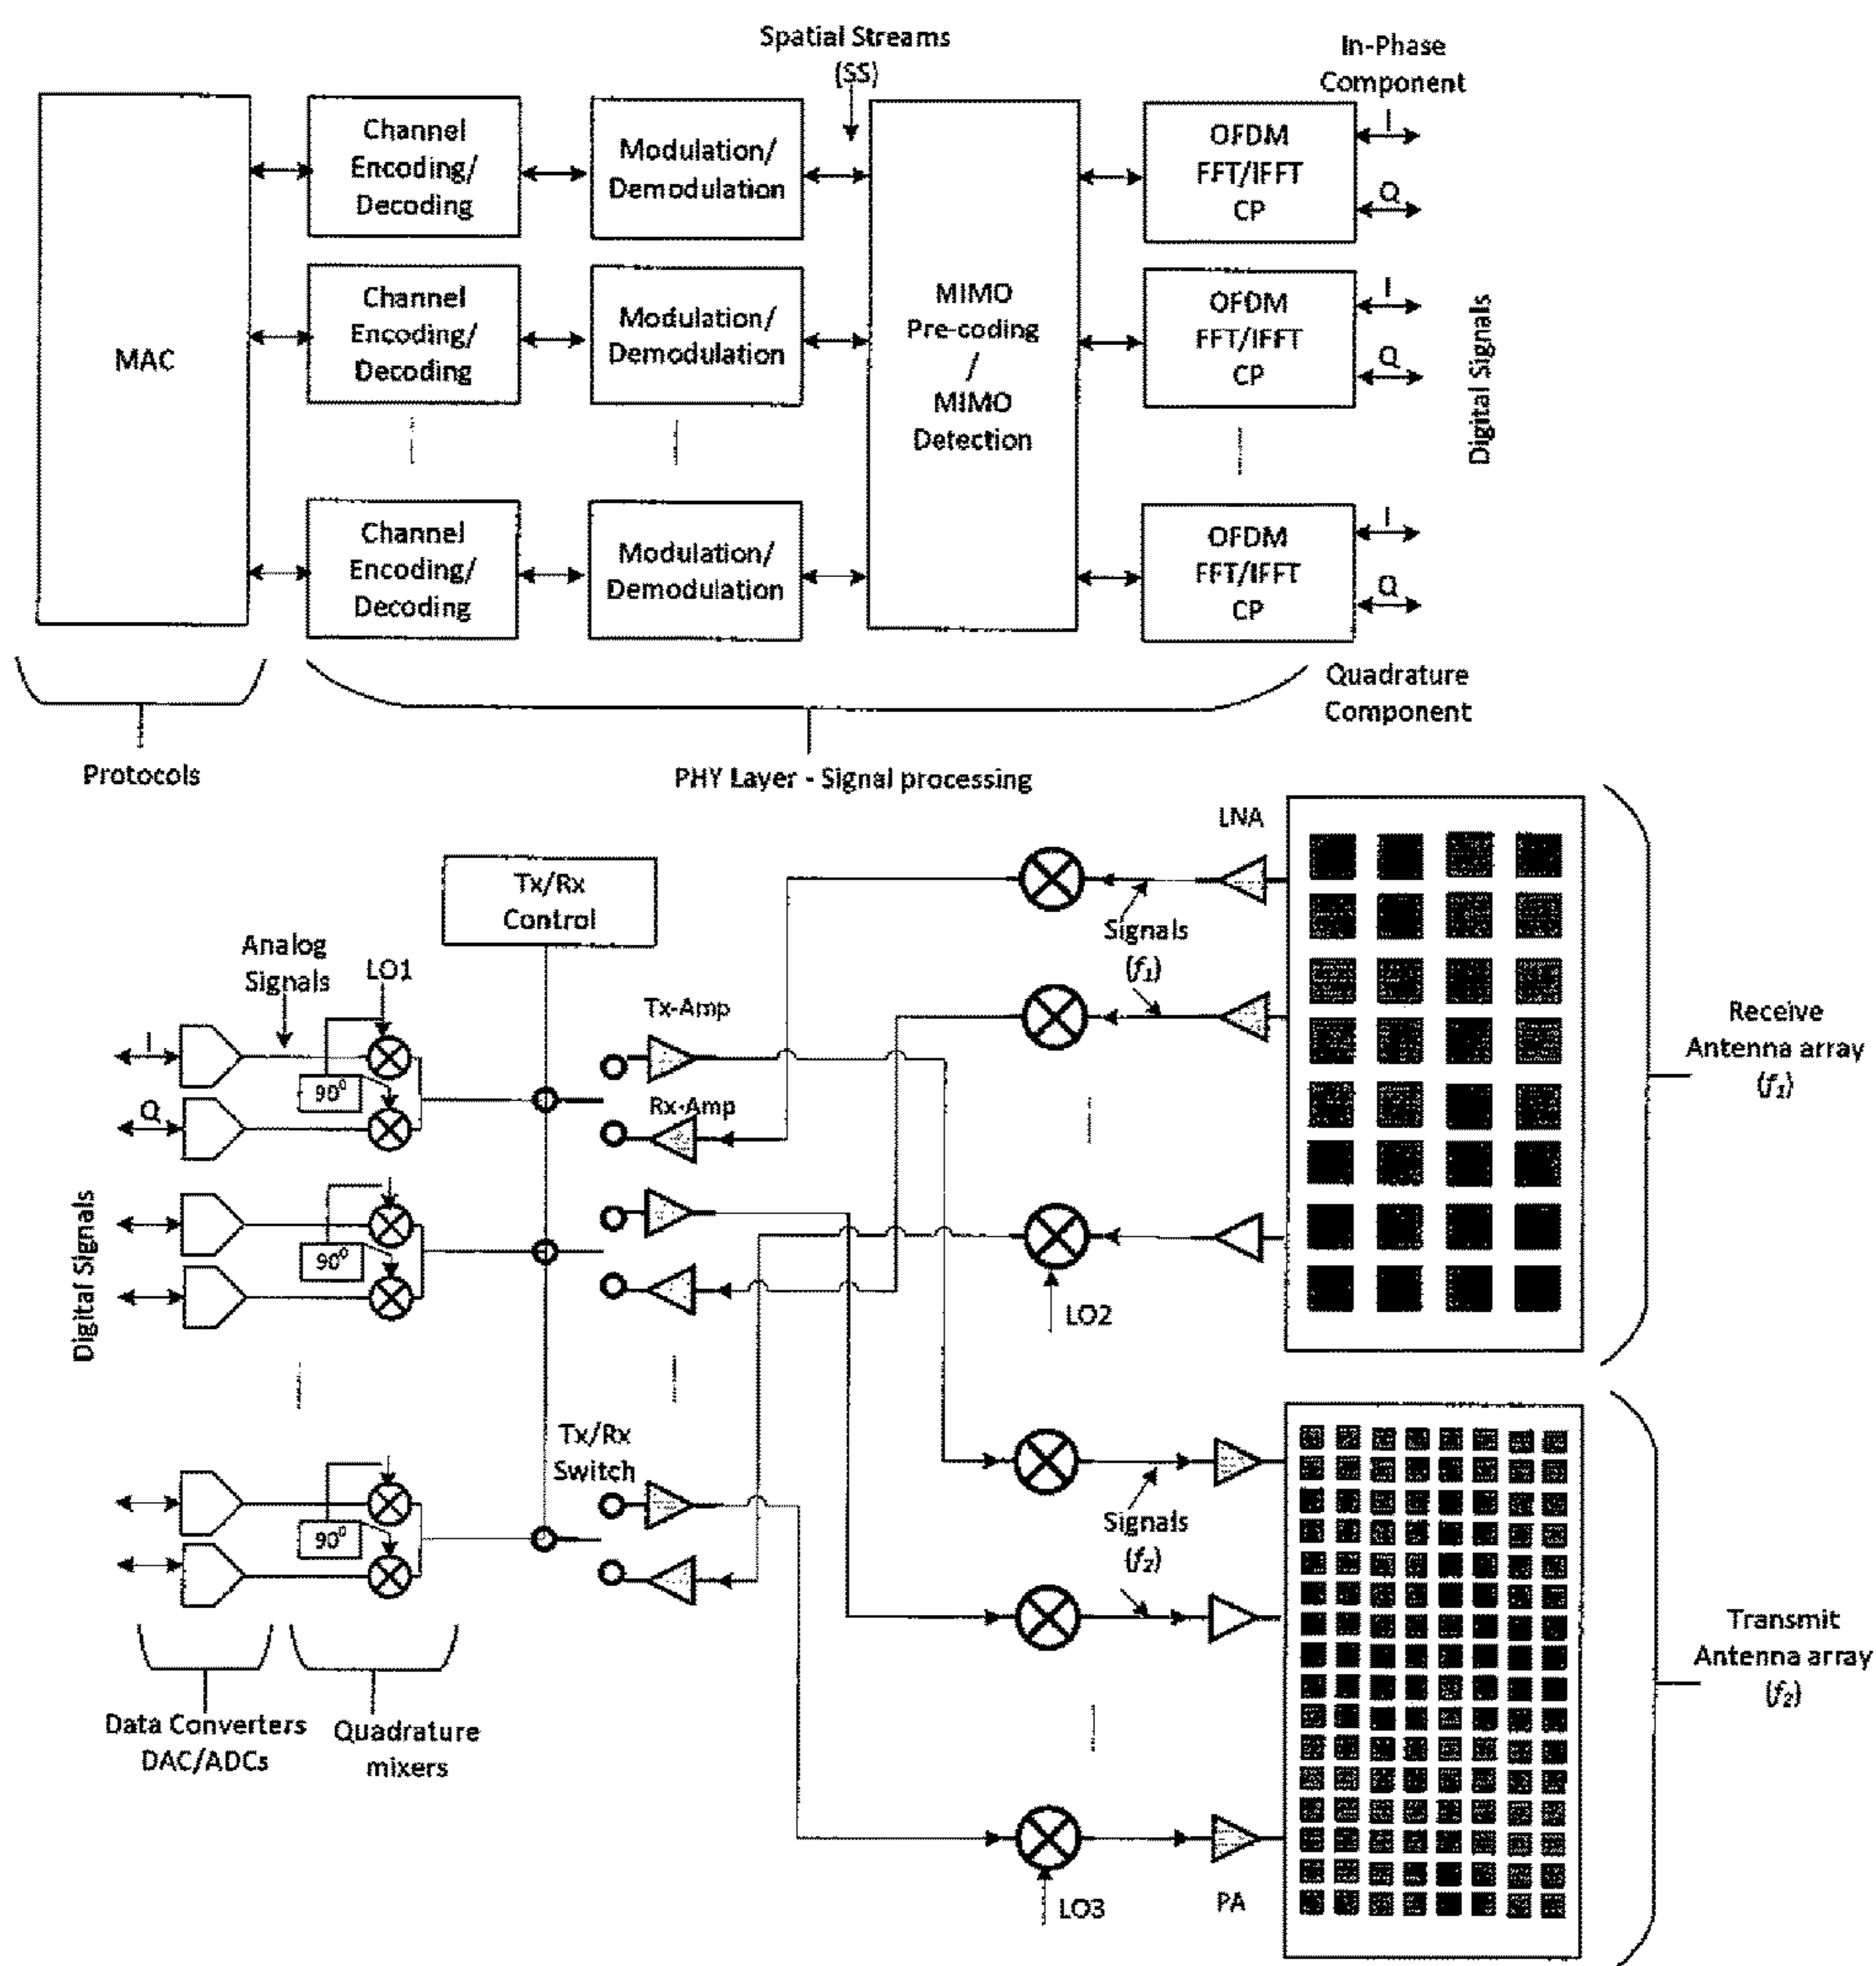 Spatial Streams
(SS)
In-Phase
Component
MAC
Channel
Encoding/
Decoding
Modulation/
Demodulation
OFDM
FFT/IFFT
CP
I
Q
Channel
Encoding/
Decoding
Modulation/
Demodulation
MIMO
Pre-coding
/
MIMO
Detection
OFDM
FFT/IFFT
CP
I
Q
Digital Signals
Channel
Encoding/
Decoding
Modulation/
Demodulation
OFDM
FFT/IFFT
CP
I
Q
Quadrature
Component
Protocols
PHY Layer - Signal processing
LNA
Tx/Rx
Control
Signals
(f₁)
Analog
Signals
LO1
Tx-Amp
Receive
Antenna array
(f₁)
I
90⁰
Q
Rx-Amp
Digital Signals
90⁰
LO2
Tx/Rx
Switch
90⁰
Signals
(f₂)
Transmit
Antenna array
(f₂)
Data Converters
DAC/ADCs
Quadrature
mixers
LO3
PA